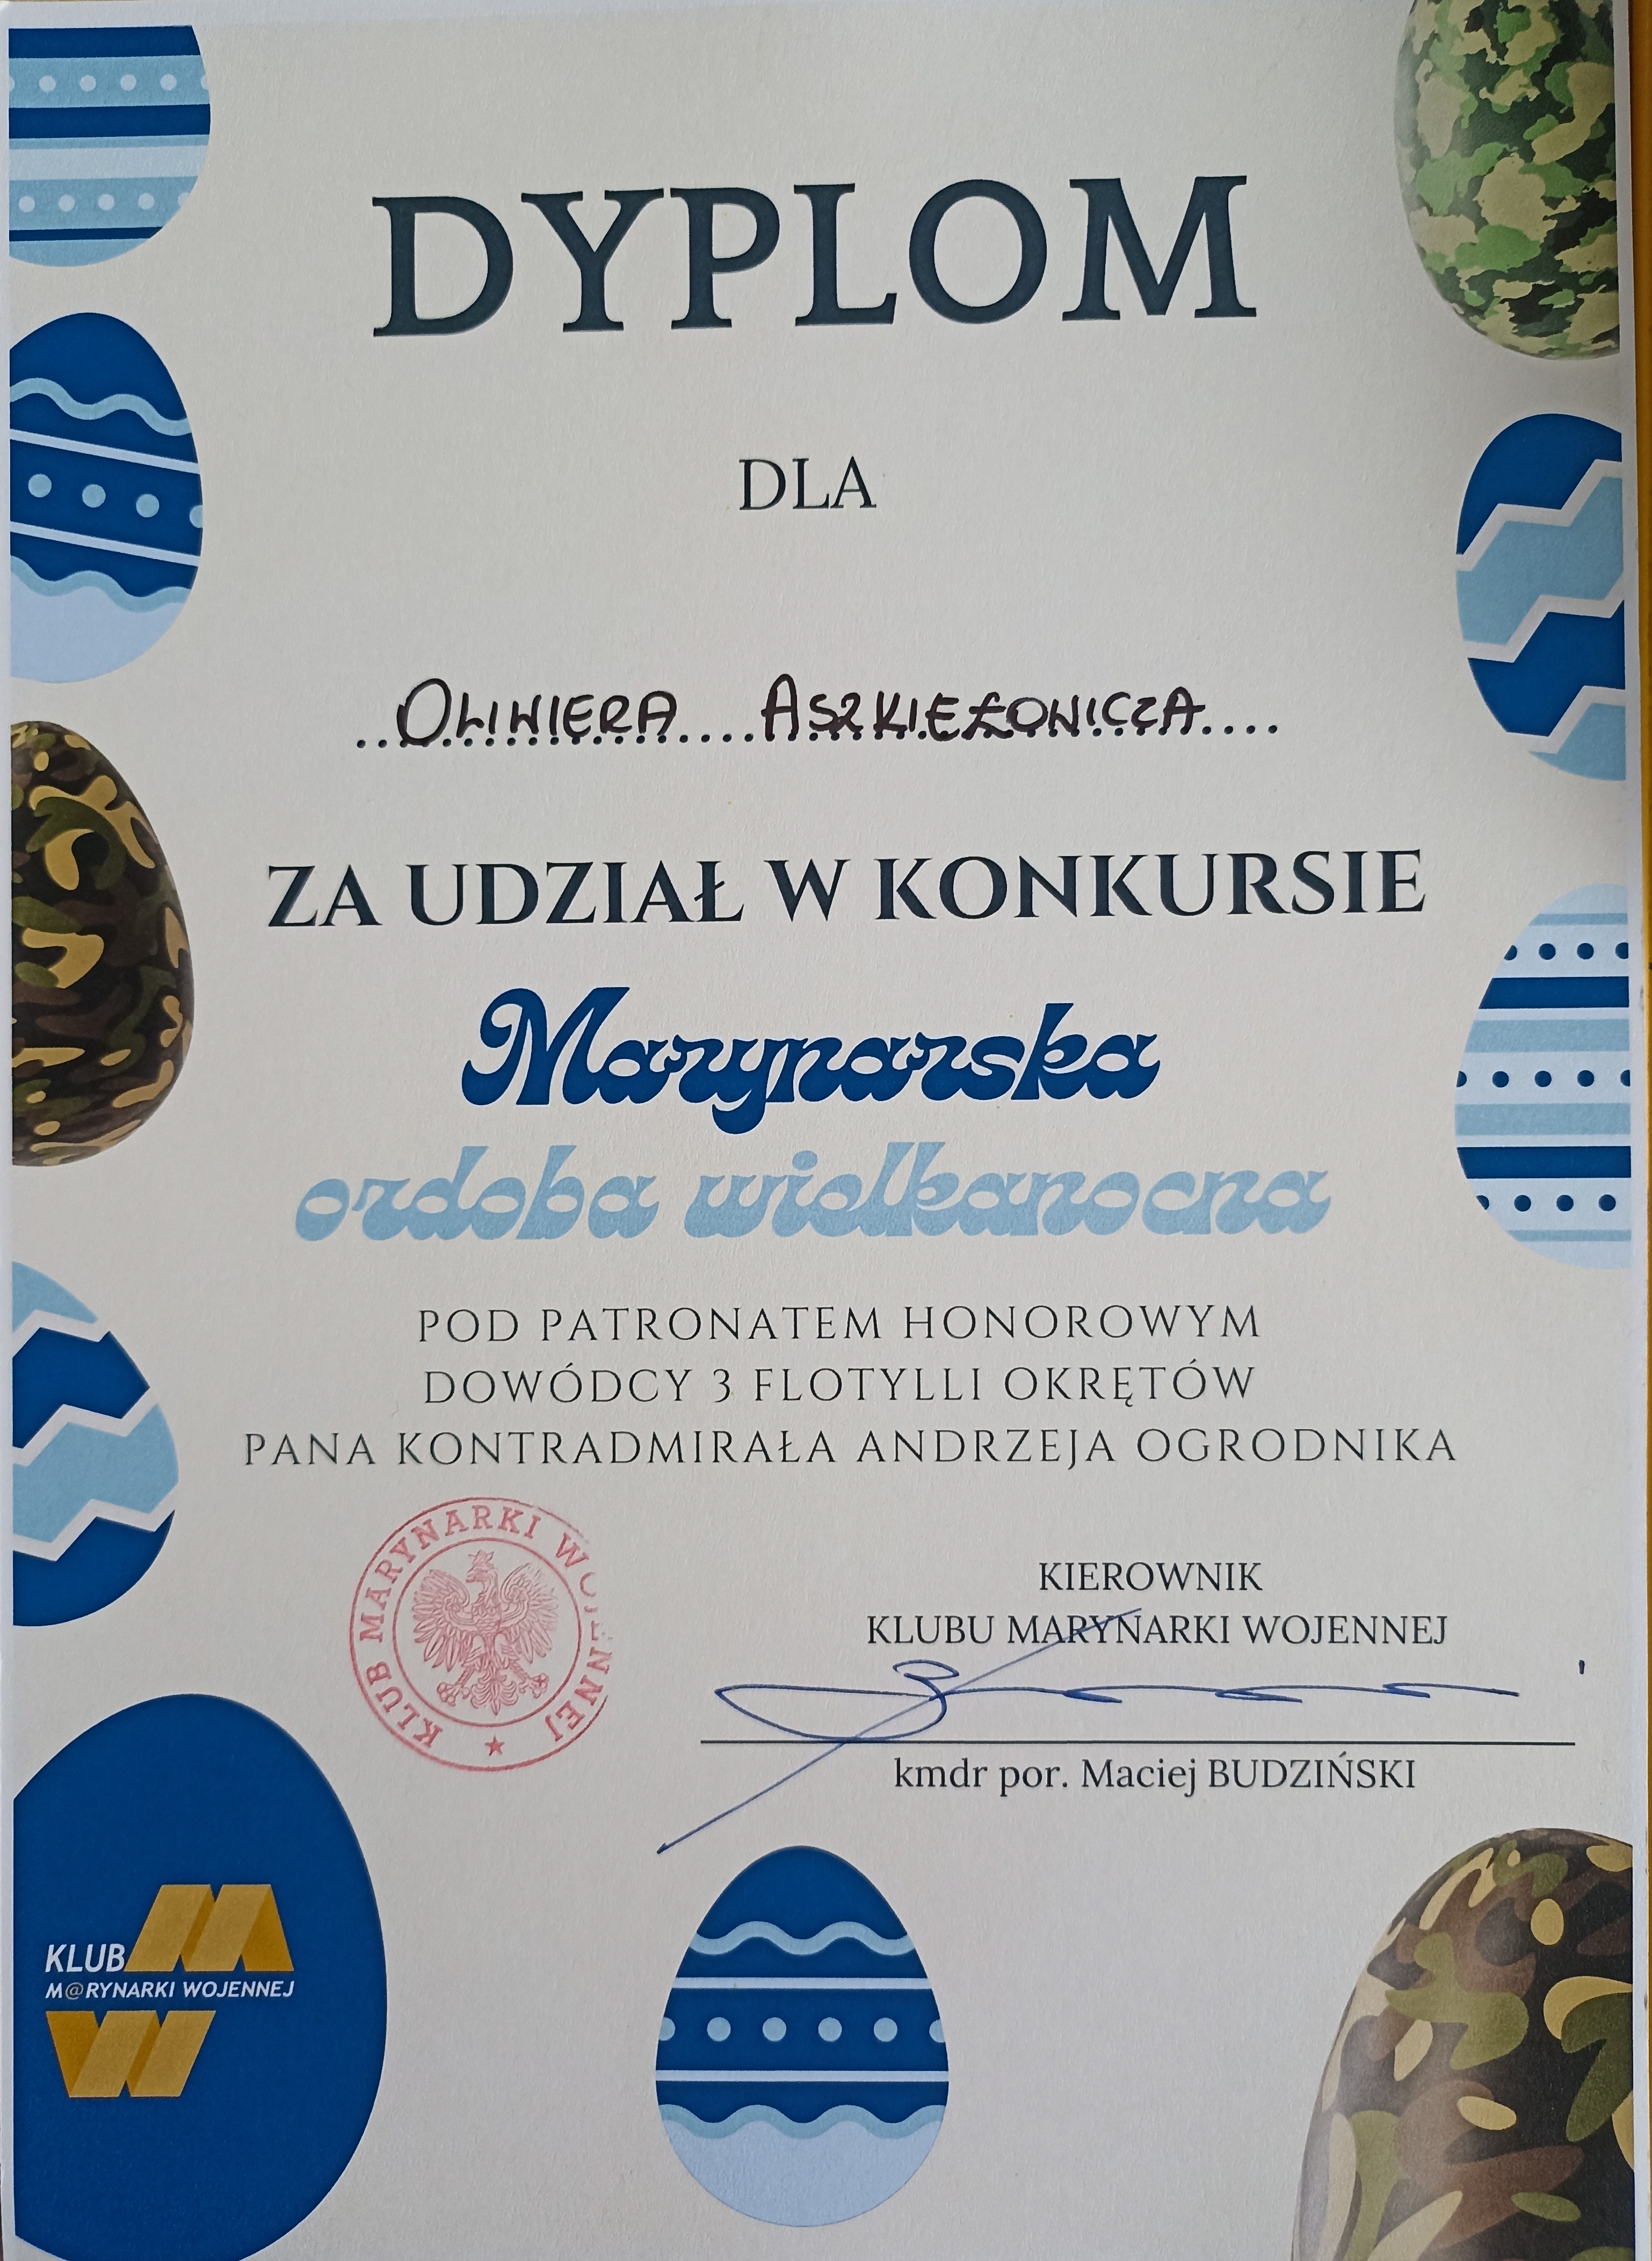 DYPLOM
DLA
OLIWIERA ASZKIEŁOWICZA
ZA UDZIAŁ W KONKURSIE
Marynarska
ozdoba wielkanocna
POD PATRONATEM HONOROWYM
DOWÓDCY 3 FLOTYLLI OKRĘTÓW
PANA KONTRADMIRAŁA ANDRZEJA OGRODNIKA
KLUB MARYNARKI WOJENNEJ
KIEROWNIK
KLUBU MARYNARKI WOJENNEJ
kmdr por. Maciej BUDZIŃSKI
KLUB MW
M@RYNARKI WOJENNEJ